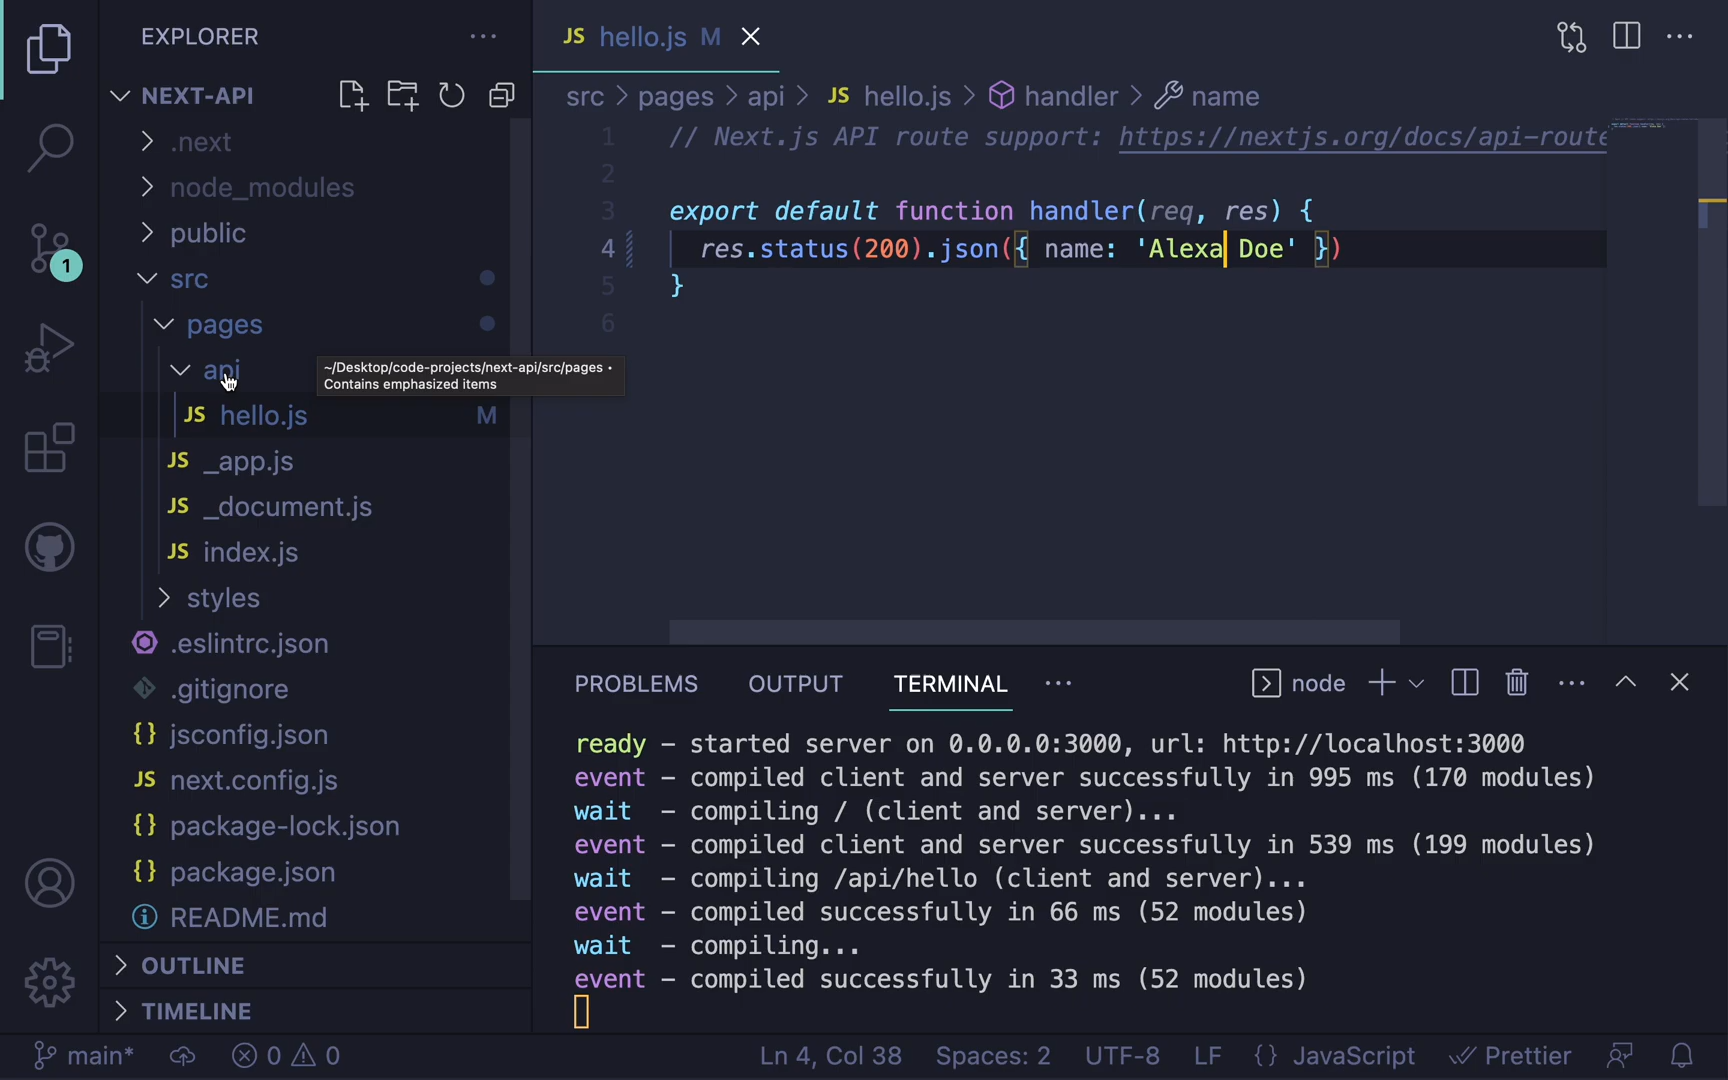 EXPLORER
NEXT-API
.next
node_modules
public
src
pages
api
JS hello.js M
JS _app.js
JS _document.js
JS index.js
styles
.eslintrc.json
.gitignore
{} jsconfig.json
JS next.config.js
{} package-lock.json
{} package.json
README.md
OUTLINE
TIMELINE
1
~/Desktop/code-projects/next-api/src/pages •
Contains emphasized items
JS hello.js M
src > pages > api > JS hello.js > handler > name
1 // Next.js API route support: https://nextjs.org/docs/api-route
2
3 export default function handler(req, res) {
4 res.status(200).json({ name: 'Alexa Doe' })
5 }
6
PROBLEMS OUTPUT TERMINAL ··· node
ready – started server on 0.0.0.0:3000, url: http://localhost:3000
event – compiled client and server successfully in 995 ms (170 modules)
wait – compiling / (client and server)...
event – compiled client and server successfully in 539 ms (199 modules)
wait – compiling /api/hello (client and server)...
event – compiled successfully in 66 ms (52 modules)
wait – compiling...
event – compiled successfully in 33 ms (52 modules)
main* 0 0 Ln 4, Col 38 Spaces: 2 UTF-8 LF {} JavaScript Prettier